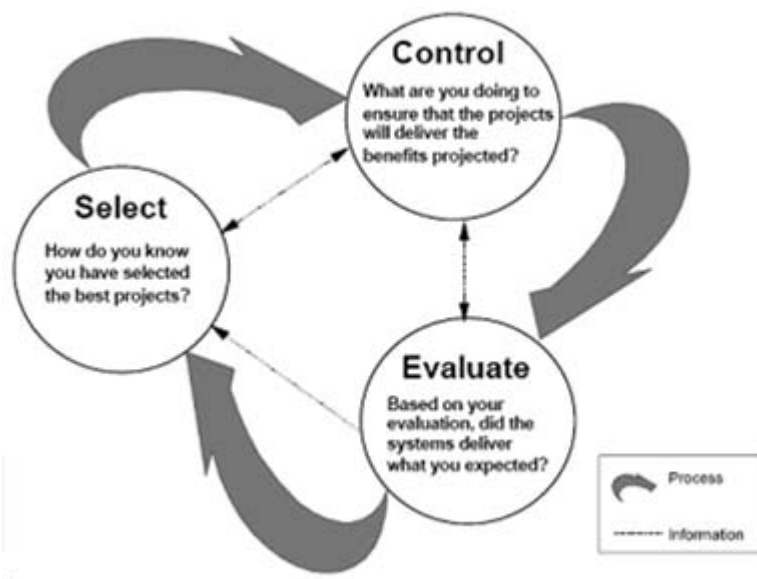 Control
What are you doing to
ensure that the projects
will deliver the
benefits projected?
Select
How do you know
you have selected
the best projects?
Evaluate
Based on your
evaluation, did the
systems deliver
what you expected?
Process
Information